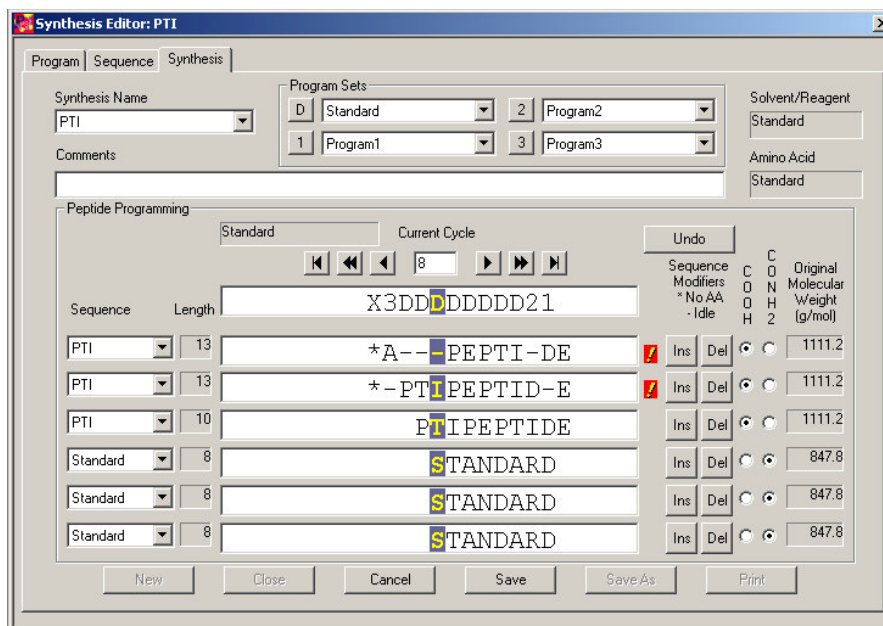 Synthesis Editor: PTI
Program Sequence Synthesis
Synthesis Name
PTI
Program Sets
D Standard 2 Program2
1 Program1 3 Program3
Solvent/Reagent
Standard
Comments
Amino Acid
Standard
Peptide Programming
Standard
Current Cycle
8
Undo
Sequence Modifiers
* No AA
- Idle
COOH
CONH2
Original
Molecular
Weight
(g/mol)
Sequence Length
X3DDDDDDDD21
PTI 13 *A---PEPTI-DE ! Ins Del 1111.2
PTI 13 *-PTIPEPTID-E ! Ins Del 1111.2
PTI 10 PTIPEPTIDE Ins Del 1111.2
Standard 8 STANDARD Ins Del 847.8
Standard 8 STANDARD Ins Del 847.8
Standard 8 STANDARD Ins Del 847.8
New Close Cancel Save Save As Print